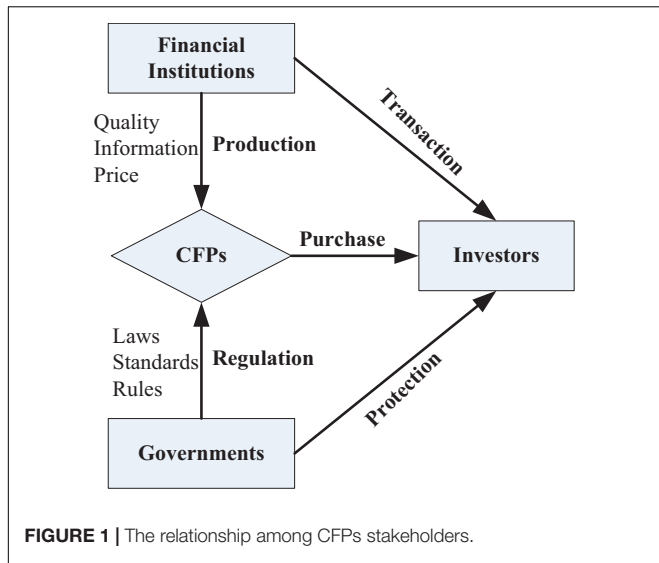 Financial
Institutions
Quality
Information
Price
Production
Transaction
CFPs
Purchase
Investors
Laws
Standards
Rules
Regulation
Protection
Governments
FIGURE 1 | The relationship among CFPs stakeholders.